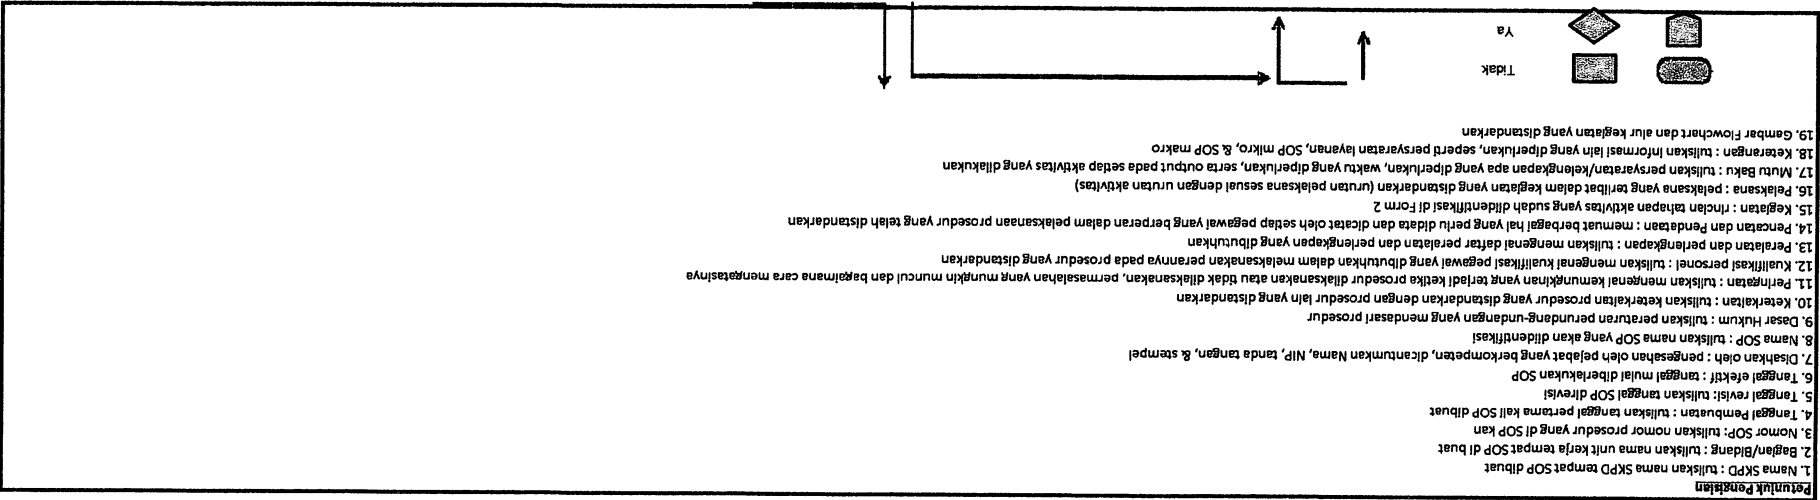 Petunjuk Pengisian
1. Nama SKPD : tuliskan nama SKPD tempat SOP dibuat
2. Bagian/Bidang : tuliskan nama unit kerja tempat SOP di buat
3. Nomor SOP: tuliskan nomor prosedur yang di SOP kan
4. Tanggal Pembuatan : tuliskan tanggal pertama kali SOP dibuat
5. Tanggal revisi: tuliskan tanggal SOP direvisi
6. Tanggal efektif : tanggal mulai diberlakukan SOP
7. Disahkan oleh : pengesahan oleh pejabat yang berkompeten, dicantumkan Nama, NIP, tanda tangan, & stempel
8. Nama SOP : tuliskan nama SOP yang akan diidentifikasi
9. Dasar Hukum : tuliskan peraturan perundang-undangan yang mendasari prosedur
10. Keterkaitan : tuliskan keterkaitan prosedur yang distandarkan dengan prosedur lain yang distandarkan
11. Peringatan : tuliskan mengenai kemungkinan yang terjadi ketika prosedur dilaksanakan atau tidak dilaksanakan, permasalahan yang mungkin muncul dan bagaimana cara mengatasinya
12. Kualifikasi personel : tuliskan mengenai kualifikasi pegawai yang dibutuhkan dalam melaksanakan perannya pada prosedur yang distandarkan
13. Peralatan dan perlengkapan : tuliskan mengenai daftar peralatan dan perlengkapan yang dibutuhkan
14. Pencatan dan Pendataan : memuat berbagai hal yang perlu didata dan dicatat oleh setiap pegawai yang berperan dalam pelaksanaan prosedur yang telah distandarkan
15. Kegiatan : rincian tahapan aktivitas yang sudah diidentifikasi di Form 2
16. Pelaksana : pelaksana yang terlibat dalam kegiatan yang distandarkan (urutan pelaksana sesuai dengan urutan aktivitas)
17. Mutu Baku : tuliskan persyaratan/kelengkapan apa yang diperlukan, waktu yang diperlukan, serta output pada setiap aktivitas yang dilakukan
18. Keterangan : tuliskan informasi lain yang diperlukan, seperti persyaratan layanan, SOP mikro, & SOP makro
19. Gambar Flowchart dan alur kegiatan yang distandarkan
Tidak
Ya